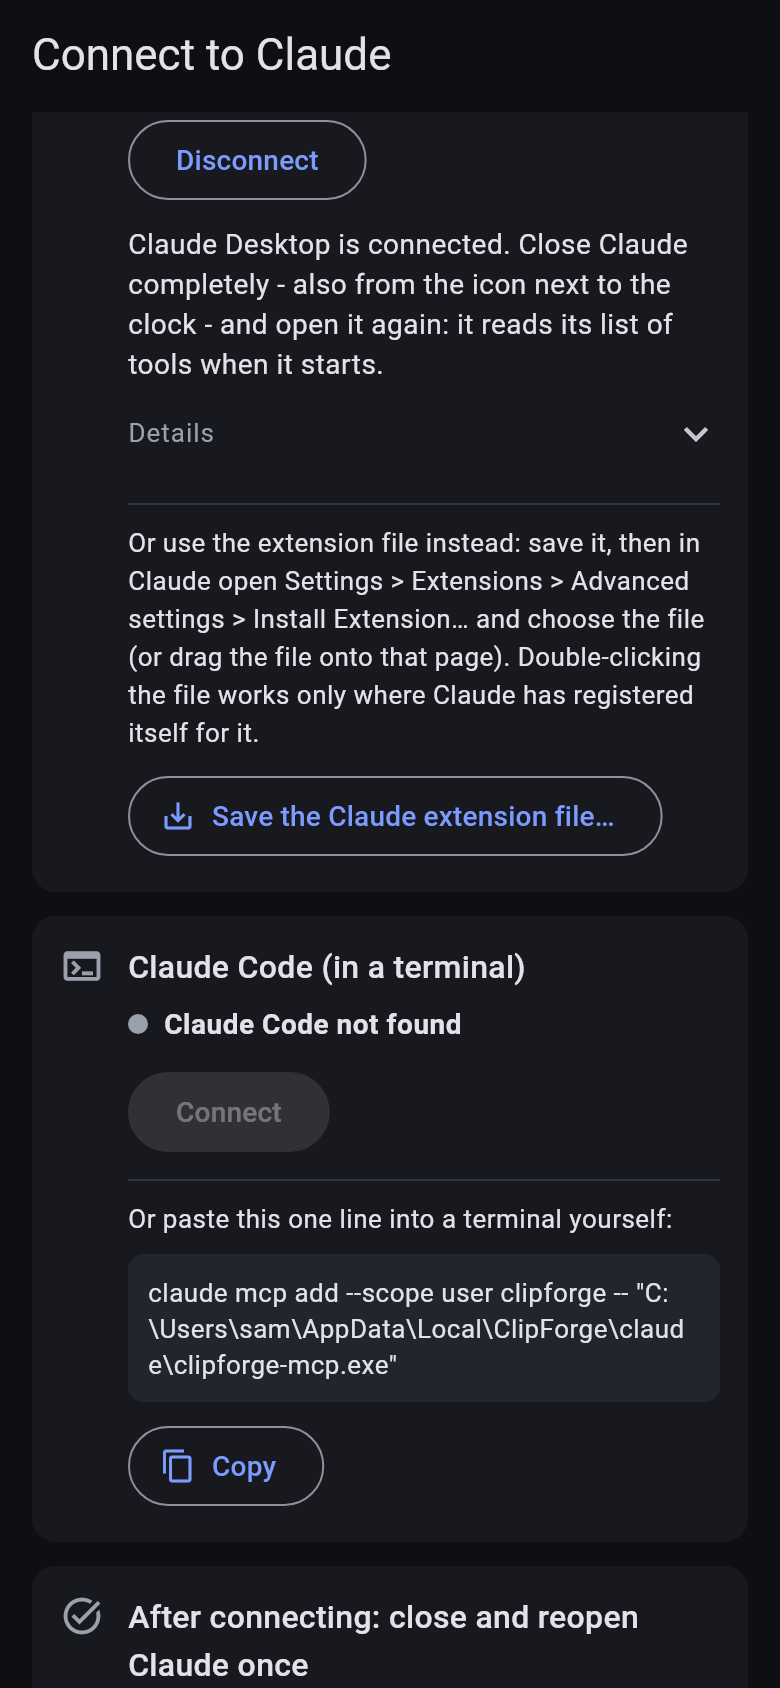 Connect to Claude
Disconnect
Claude Desktop is connected. Close Claude
completely - also from the icon next to the
clock - and open it again: it reads its list of
tools when it starts.
Details
Or use the extension file instead: save it, then in
Claude open Settings > Extensions > Advanced
settings > Install Extension… and choose the file
(or drag the file onto that page). Double-clicking
the file works only where Claude has registered
itself for it.
Save the Claude extension file…
Claude Code (in a terminal)
Claude Code not found
Connect
Or paste this one line into a terminal yourself:
claude mcp add --scope user clipforge -- "C:
\Users\sam\AppData\Local\ClipForge\claud
e\clipforge-mcp.exe"
Copy
After connecting: close and reopen
Claude once